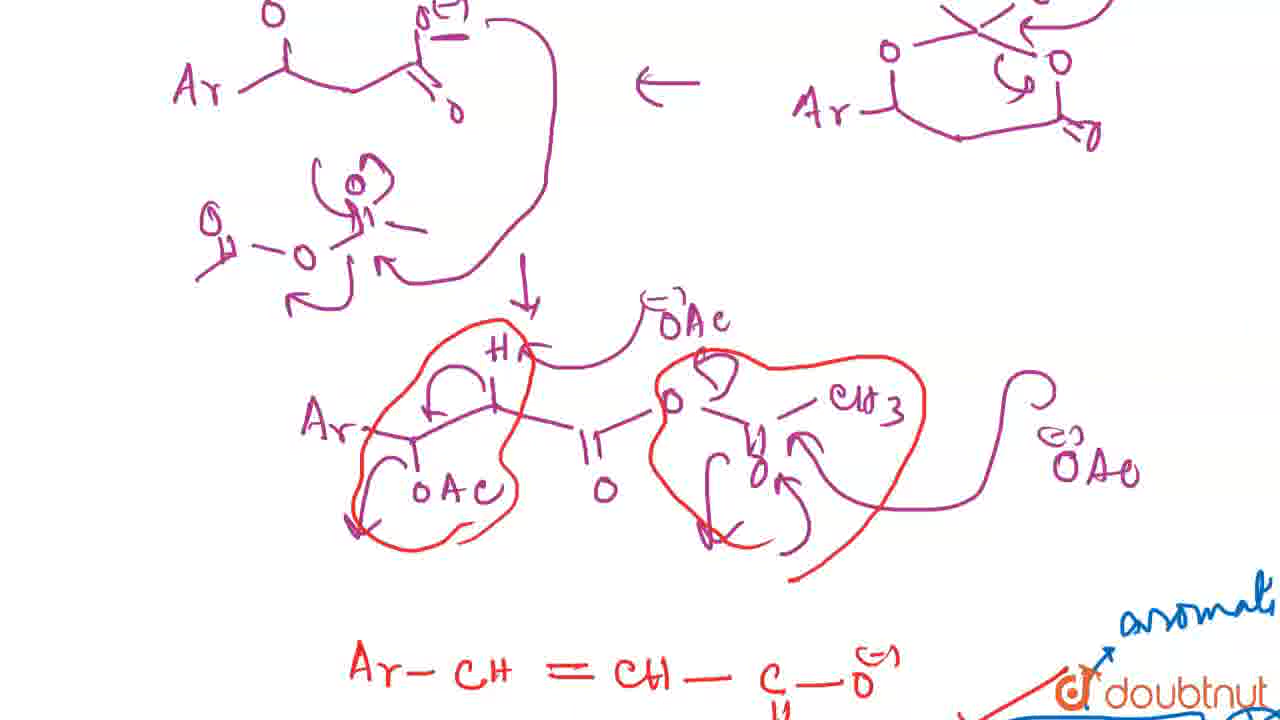 O O(-) O O
Ar O Ar O
O
O O
(-)
OAc
H
Ar O CH3
OAc O O (-)
OAc
aromati
Ar-CH=CH-C-O(-)
doubtnut